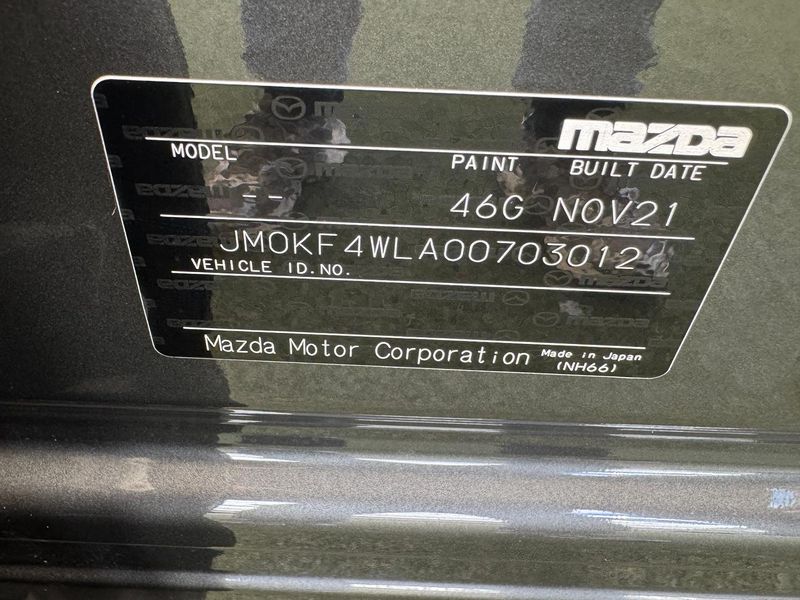 mazda
MODEL PAINT BUILT DATE
-- 46G NOV21
JM0KF4WLA00703012
VEHICLE ID.NO.
Mazda Motor Corporation Made in Japan
(NH66)